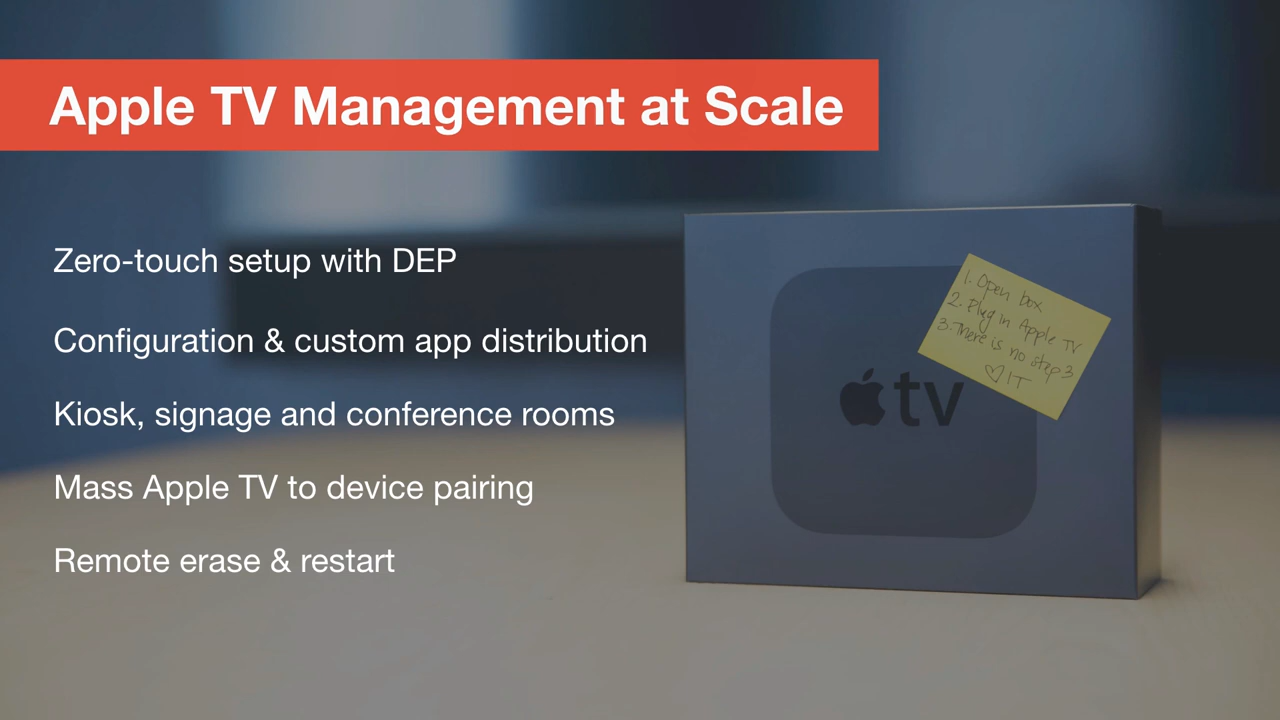 Apple TV Management at Scale
Zero-touch setup with DEP
Configuration & custom app distribution
Kiosk, signage and conference rooms
Mass Apple TV to device pairing
Remote erase & restart
1. Open box
2. Plug in Apple TV
3. There is no step 3
♡ IT
tv